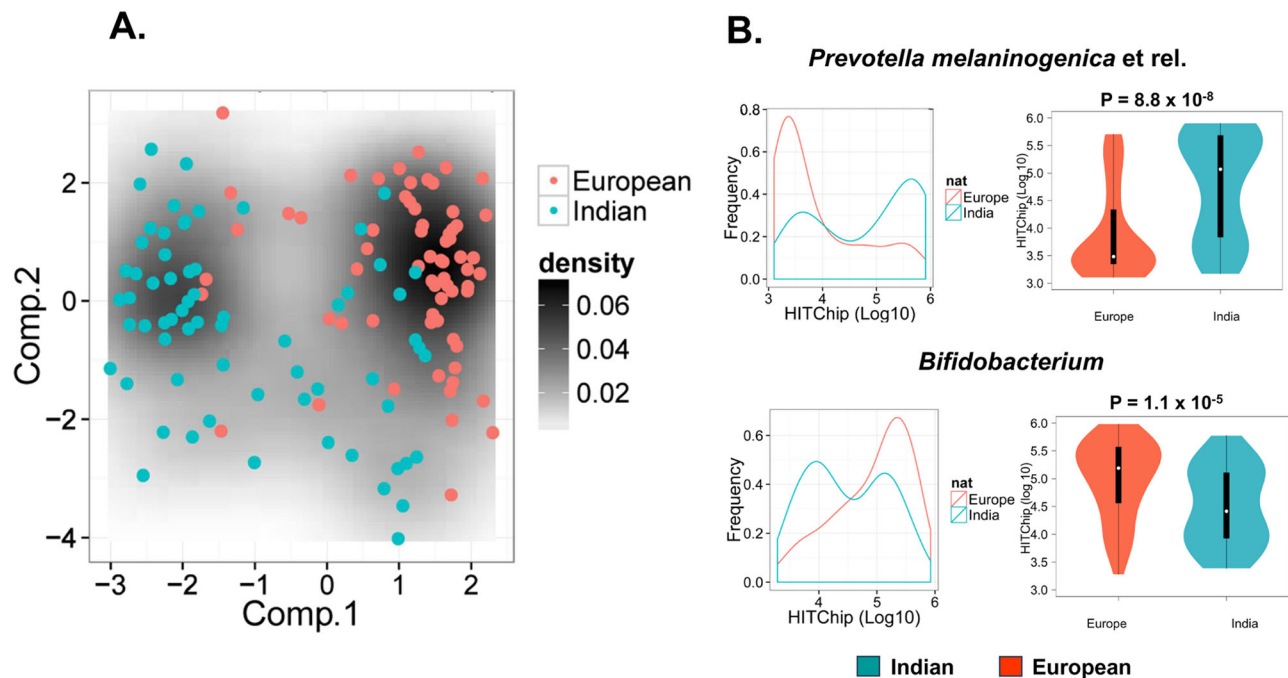 A.
Comp.2
2
0
−2
−4
−3
−2
−1
0
1
2
Comp.1
European
Indian
density
0.06
0.04
0.02
B.
Prevotella melaninogenica et rel.
Frequency
0.8
0.6
0.4
0.2
0.0
3
4
5
6
HITChip (Log10)
nat
Europe
India
P = 8.8 x 10-8
HITChip (Log 10)
6.0
5.5
5.0
4.5
4.0
3.5
3.0
Europe
India
Bifidobacterium
Frequency
0.6
0.4
0.2
0.0
4
5
6
HITChip (Log10)
nat
Europe
India
P = 1.1 x 10-5
HITChip (log 10)
6.0
5.5
5.0
4.5
4.0
3.5
3.0
Europe
India
Indian
European